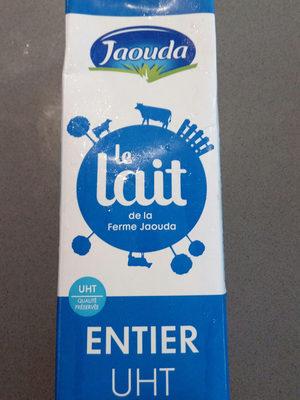 Jaouda
le
lait
de la
Ferme Jaouda
UHT
QUALITÉ
PRÉSERVÉE
ENTIER
UHT